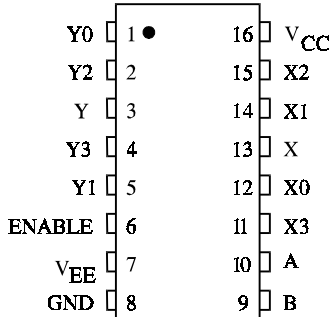 Y0 1 16 VCC
Y2 2 15 X2
Y 3 14 X1
Y3 4 13 X
Y1 5 12 X0
ENABLE 6 11 X3
VEE 7 10 A
GND 8 9 B